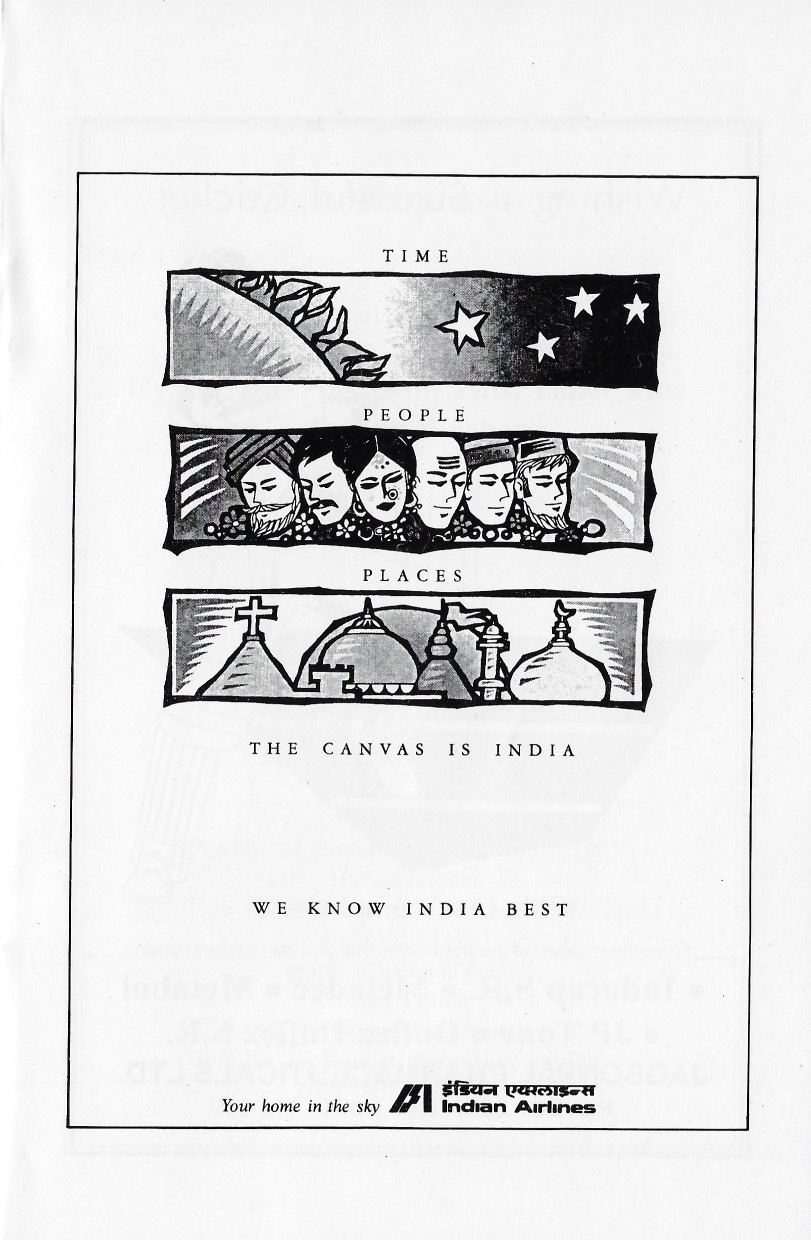 TIME
PEOPLE
PLACES
THE CANVAS IS INDIA
WE KNOW INDIA BEST
Your home in the sky
इंडियन एयरलाइन्स
Indian Airlines